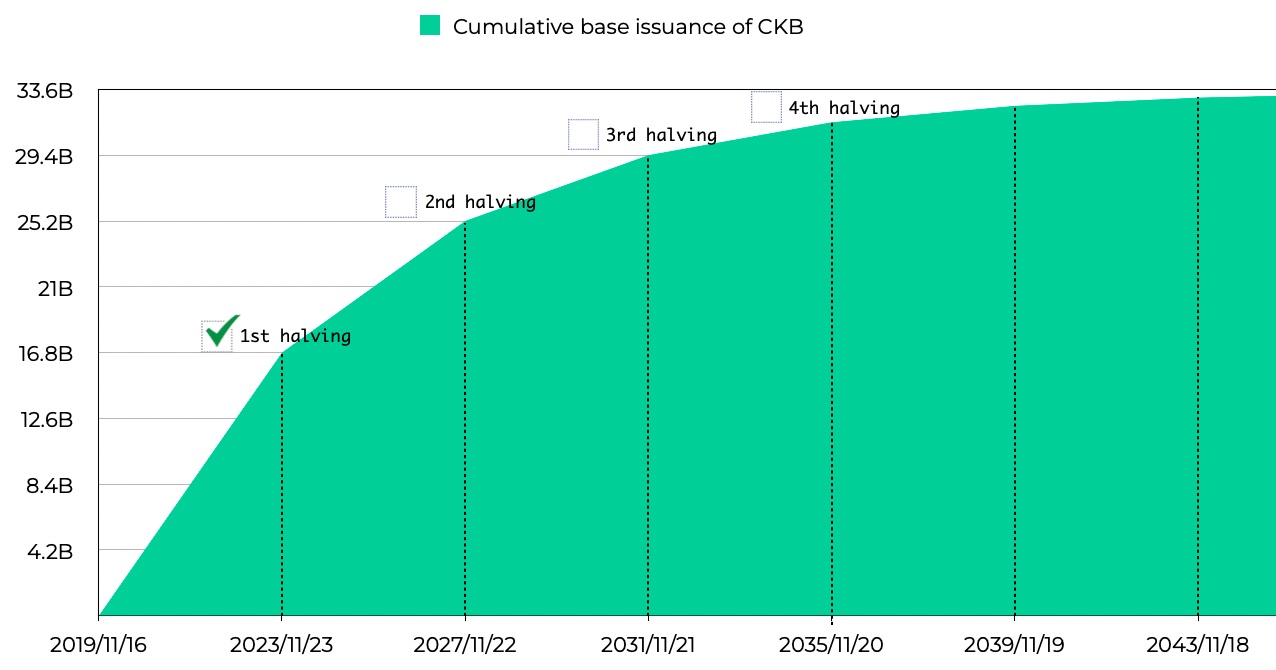 Cumulative base issuance of CKB
33.6B
4th halving
3rd halving
29.4B
2nd halving
25.2B
21B
1st halving
16.8B
12.6B
8.4B
4.2B
2019/11/16 2023/11/23 2027/11/22 2031/11/21 2035/11/20 2039/11/19 2043/11/18